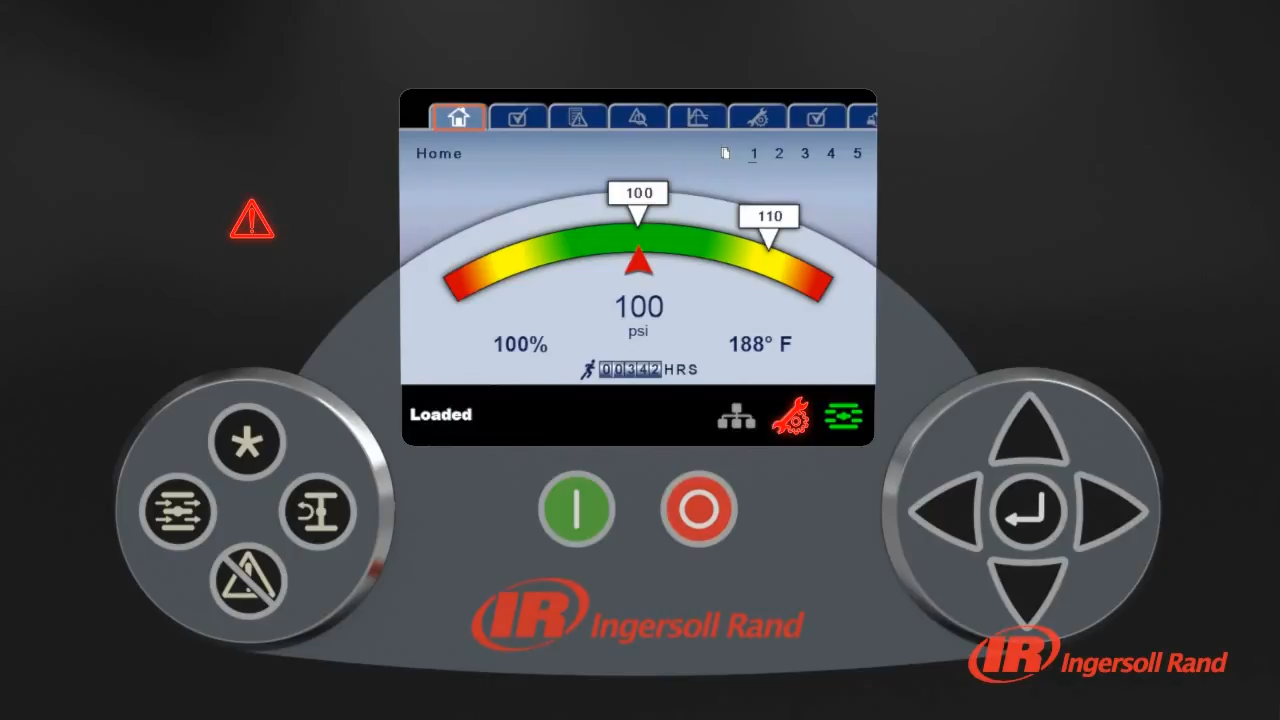 Home
1 2 3 4 5
100
110
100
psi
100%
188° F
00342 HRS
Loaded
IR Ingersoll Rand
IR Ingersoll Rand